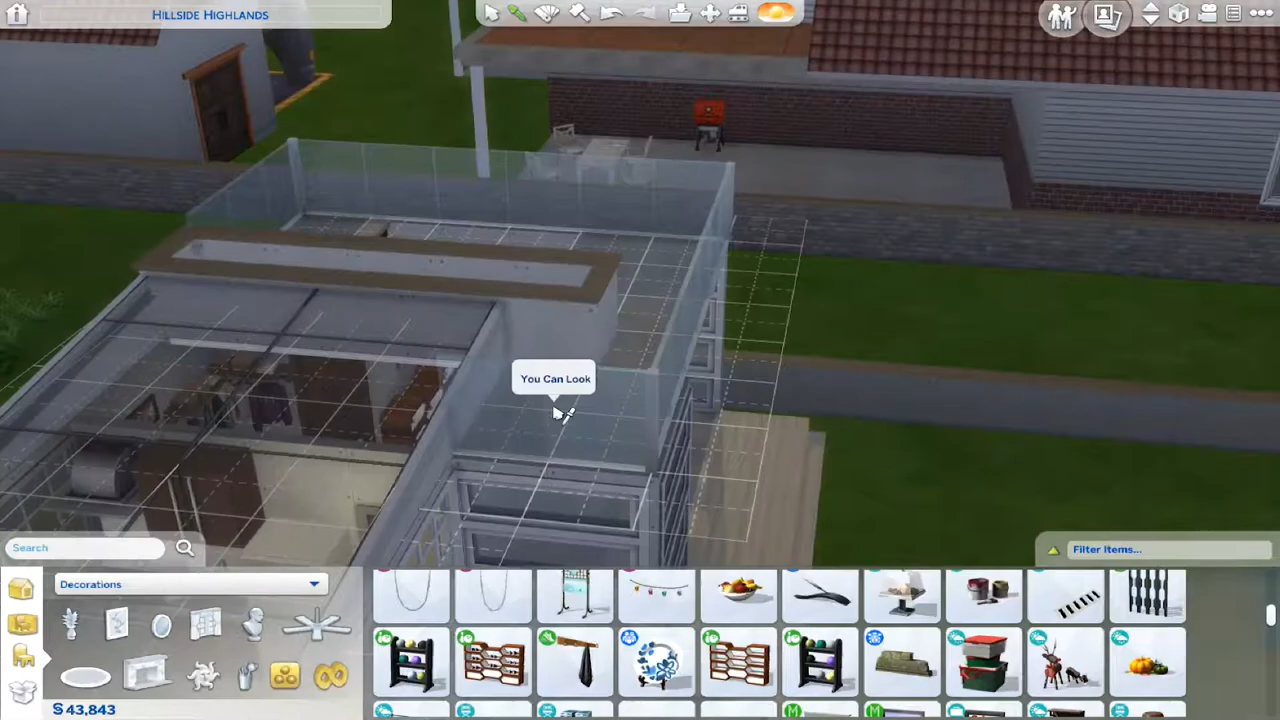 HILLSIDE HIGHLANDS
You Can Look
Search
Filter Items...
Decorations
§43,843